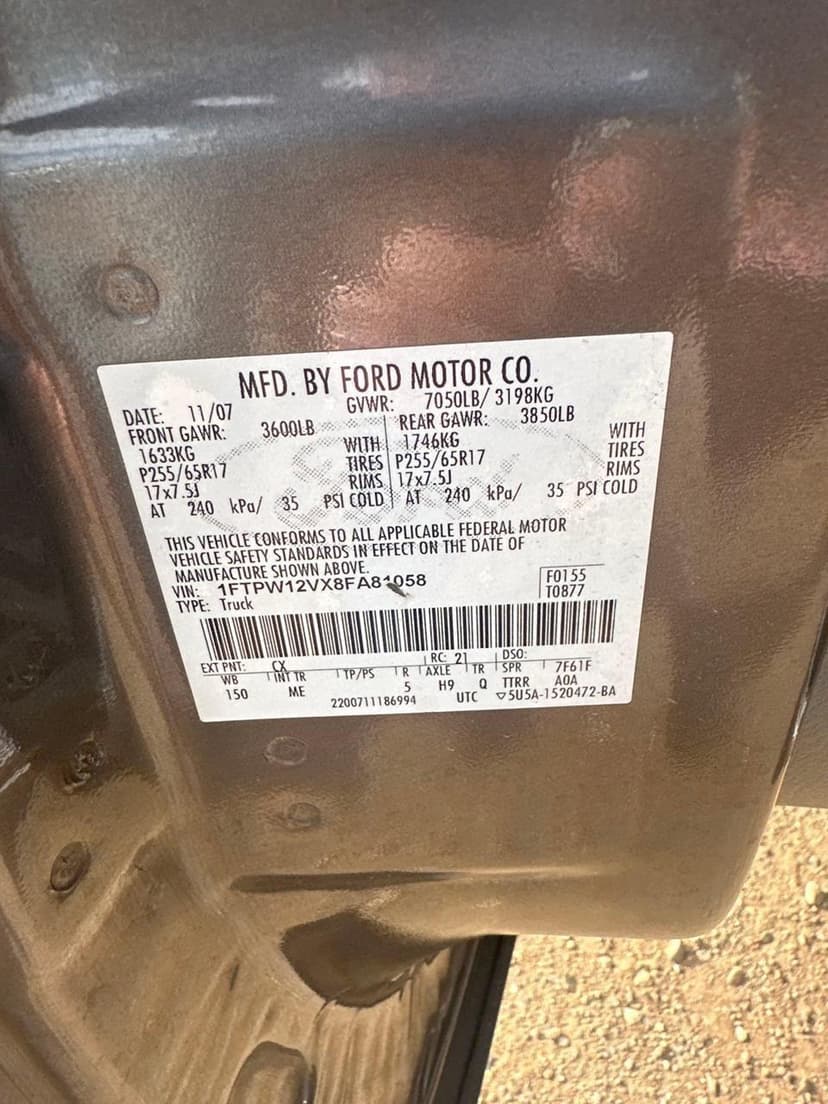 MFD. BY FORD MOTOR CO.
DATE: 11/07 GVWR: 7050LB/ 3198KG
FRONT GAWR: 3600LB REAR GAWR: 3850LB
1633KG WITH 1746KG WITH
P255/65R17 TIRES P255/65R17 TIRES
17x7.5J RIMS 17x7.5J RIMS
AT 240 kPa/ 35 PSI COLD AT 240 kPa/ 35 PSI COLD
THIS VEHICLE CONFORMS TO ALL APPLICABLE FEDERAL MOTOR
VEHICLE SAFETY STANDARDS IN EFFECT ON THE DATE OF
MANUFACTURE SHOWN ABOVE.
VIN: 1FTPW12VX8FA81058 F0155
TYPE: Truck T0877
EXT PNT: CX RC: 21 DSO:
WB INT TR TP/PS R AXLE TR SPR 7F61F
150 ME 5 H9 Q TTRR A0A
2200711186994 UTC ▽5U5A-1520472-BA
Ford